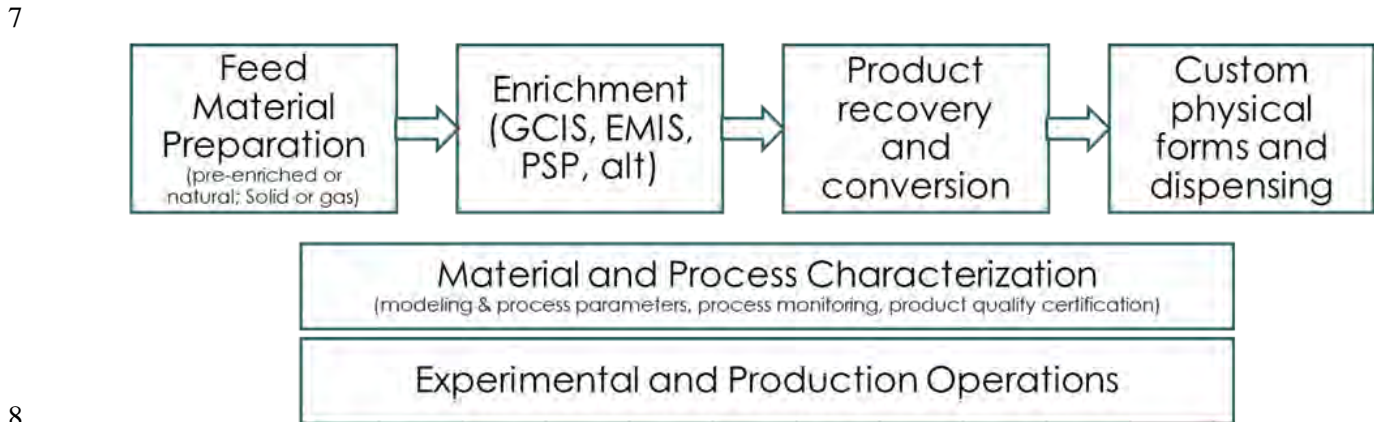 7
Feed
Material
Preparation
(pre-enriched or
natural; Solid or gas)
Enrichment
(GCIS, EMIS,
PSP, alt)
Product
recovery
and
conversion
Custom
physical
forms and
dispensing
Material and Process Characterization
(modeling & process parameters, process monitoring, product quality certification)
Experimental and Production Operations
8